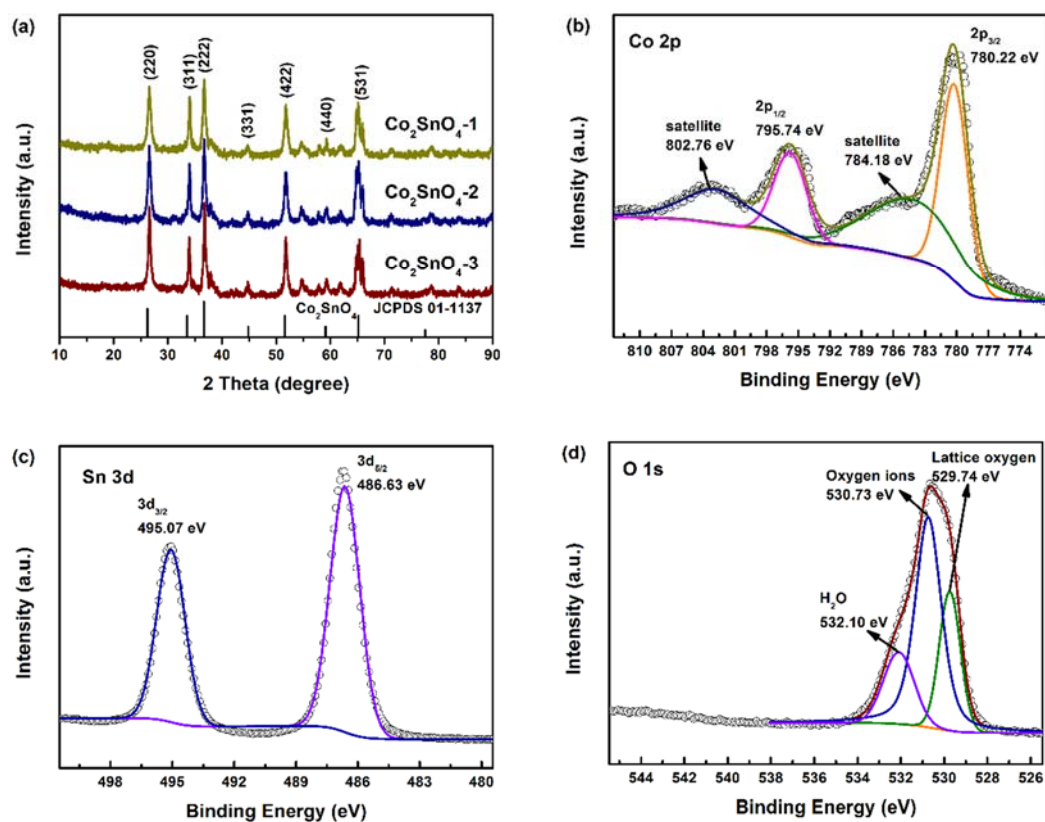 (a)
(220)
(311)
(222)
(331)
(422)
(440)
(531)
Co₂SnO₄-1
Co₂SnO₄-2
Co₂SnO₄-3
Co₂SnO₄ JCPDS 01-1137
10 20 30 40 50 60 70 80 90
2 Theta (degree)
Intensity (a.u.)
(b)
Co 2p
2p₃/₂
780.22 eV
2p₁/₂
795.74 eV
satellite
802.76 eV
satellite
784.18 eV
810 807 804 801 798 795 792 789 786 783 780 777 774
Binding Energy (eV)
Intensity (a.u.)
(c)
Sn 3d
3d₅/₂
486.63 eV
3d₃/₂
495.07 eV
498 495 492 489 486 483 480
Binding Energy (eV)
Intensity (a.u.)
(d)
O 1s
Lattice oxygen
529.74 eV
Oxygen ions
530.73 eV
H₂O
532.10 eV
544 542 540 538 536 534 532 530 528 526
Binding Energy (eV)
Intensity (a.u.)